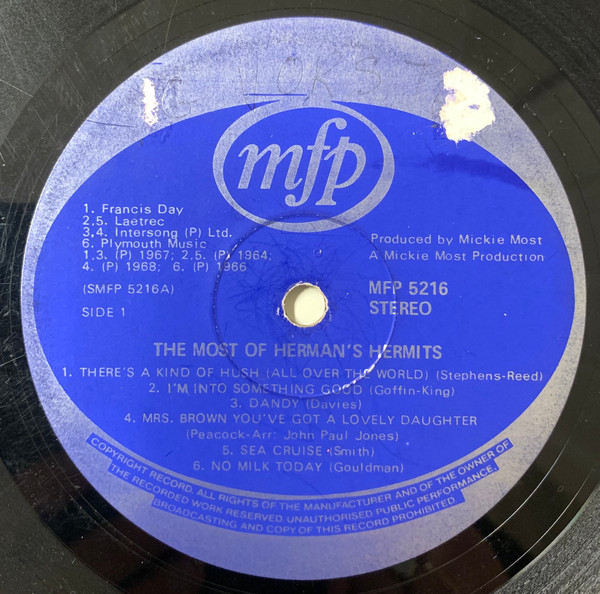 mfp
1. Francis Day
2,5. Laetrec
3,4. Intersong (P) Ltd.
6. Plymouth Music
1,3. (P) 1967; 2.5. (P) 1964;
4. (P) 1968; 6. (P) 1966
(SMFP 5216A)
SIDE 1
Produced by Mickie Most
A Mickie Most Production
MFP 5216
STEREO
THE MOST OF HERMAN'S HERMITS
1. THERE'S A KIND OF HUSH (ALL OVER THE WORLD) (Stephens-Reed)
2. I'M INTO SOMETHING GOOD (Goffin-King)
3. DANDY (Davies)
4. MRS. BROWN YOU'VE GOT A LOVELY DAUGHTER
(Peacock-Arr: John Paul Jones)
5. SEA CRUISE (Smith)
6. NO MILK TODAY (Gouldman)
COPYRIGHT RECORD. ALL RIGHTS OF THE MANUFACTURER AND OF THE OWNER OF
THE RECORDED WORK RESERVED. UNAUTHORISED PUBLIC PERFORMANCE,
BROADCASTING AND COPY OF THIS RECORD PROHIBITED